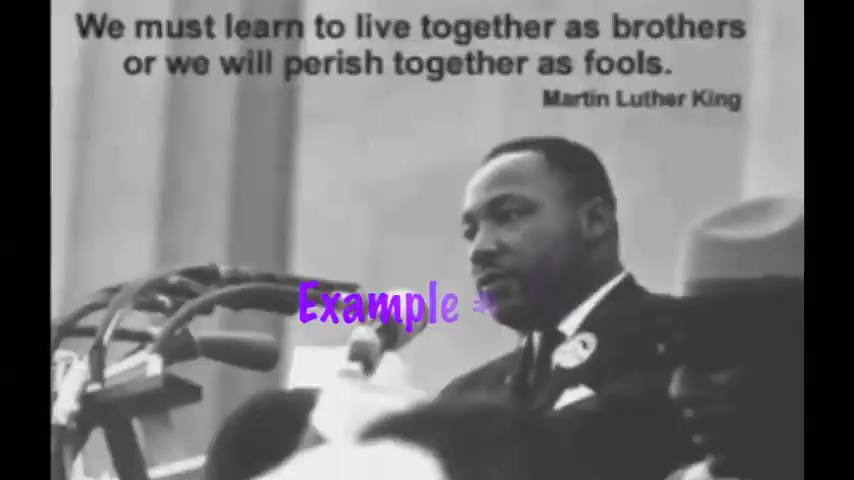 We must learn to live together as brothers
or we will perish together as fools.
Martin Luther King
Example #